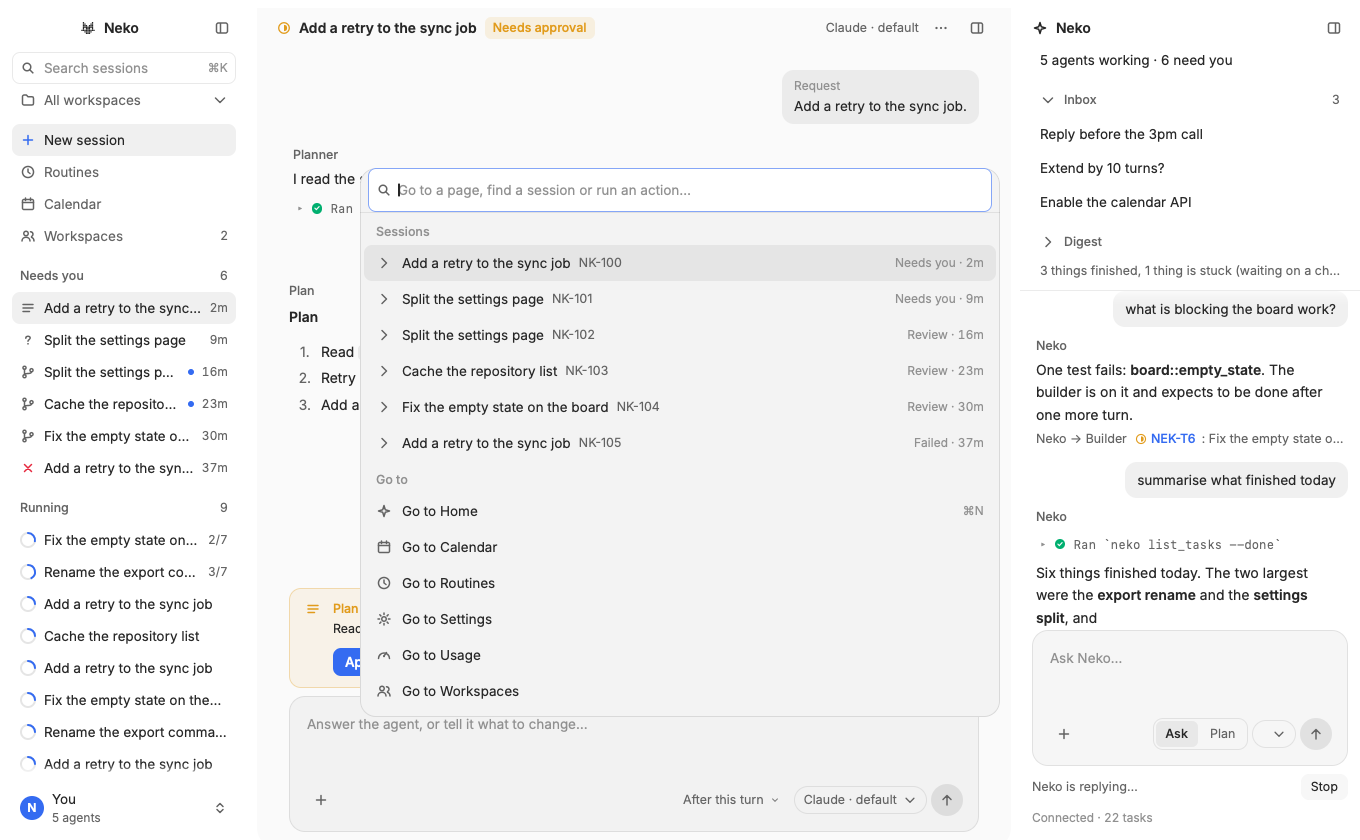 Neko
Search sessions ⌘K
All workspaces
New session
Routines
Calendar
Workspaces 2
Needs you 6
Add a retry to the sync... 2m
? Split the settings page 9m
Split the settings p... 16m
Cache the reposito... 23m
Fix the empty state o... 30m
Add a retry to the syn... 37m
Running 9
Fix the empty state on... 2/7
Rename the export co... 3/7
Add a retry to the sync job
Cache the repository list
Add a retry to the sync job
Fix the empty state on the...
Rename the export comma...
Add a retry to the sync job
N You
5 agents
Add a retry to the sync job Needs approval Claude · default ...
Request
Add a retry to the sync job.
Planner
I read the
Ran
Plan
Plan
1. Read
2. Retry
3. Add a
Plan
Reac
Ap
Go to a page, find a session or run an action...
Sessions
Add a retry to the sync job NK-100 Needs you · 2m
Split the settings page NK-101 Needs you · 9m
Split the settings page NK-102 Review · 16m
Cache the repository list NK-103 Review · 23m
Fix the empty state on the board NK-104 Review · 30m
Add a retry to the sync job NK-105 Failed · 37m
Go to
Go to Home ⌘N
Go to Calendar
Go to Routines
Go to Settings
Go to Usage
Go to Workspaces
Answer the agent, or tell it what to change...
After this turn Claude · default
Neko
5 agents working · 6 need you
Inbox 3
Reply before the 3pm call
Extend by 10 turns?
Enable the calendar API
Digest
3 things finished, 1 thing is stuck (waiting on a ch...
what is blocking the board work?
Neko
One test fails: board::empty_state. The
builder is on it and expects to be done after
one more turn.
Neko → Builder NEK-T6 : Fix the empty state o...
summarise what finished today
Neko
Ran `neko list_tasks --done`
Six things finished today. The two largest
were the export rename and the settings
split, and
Ask Neko...
Ask Plan
Neko is replying... Stop
Connected · 22 tasks